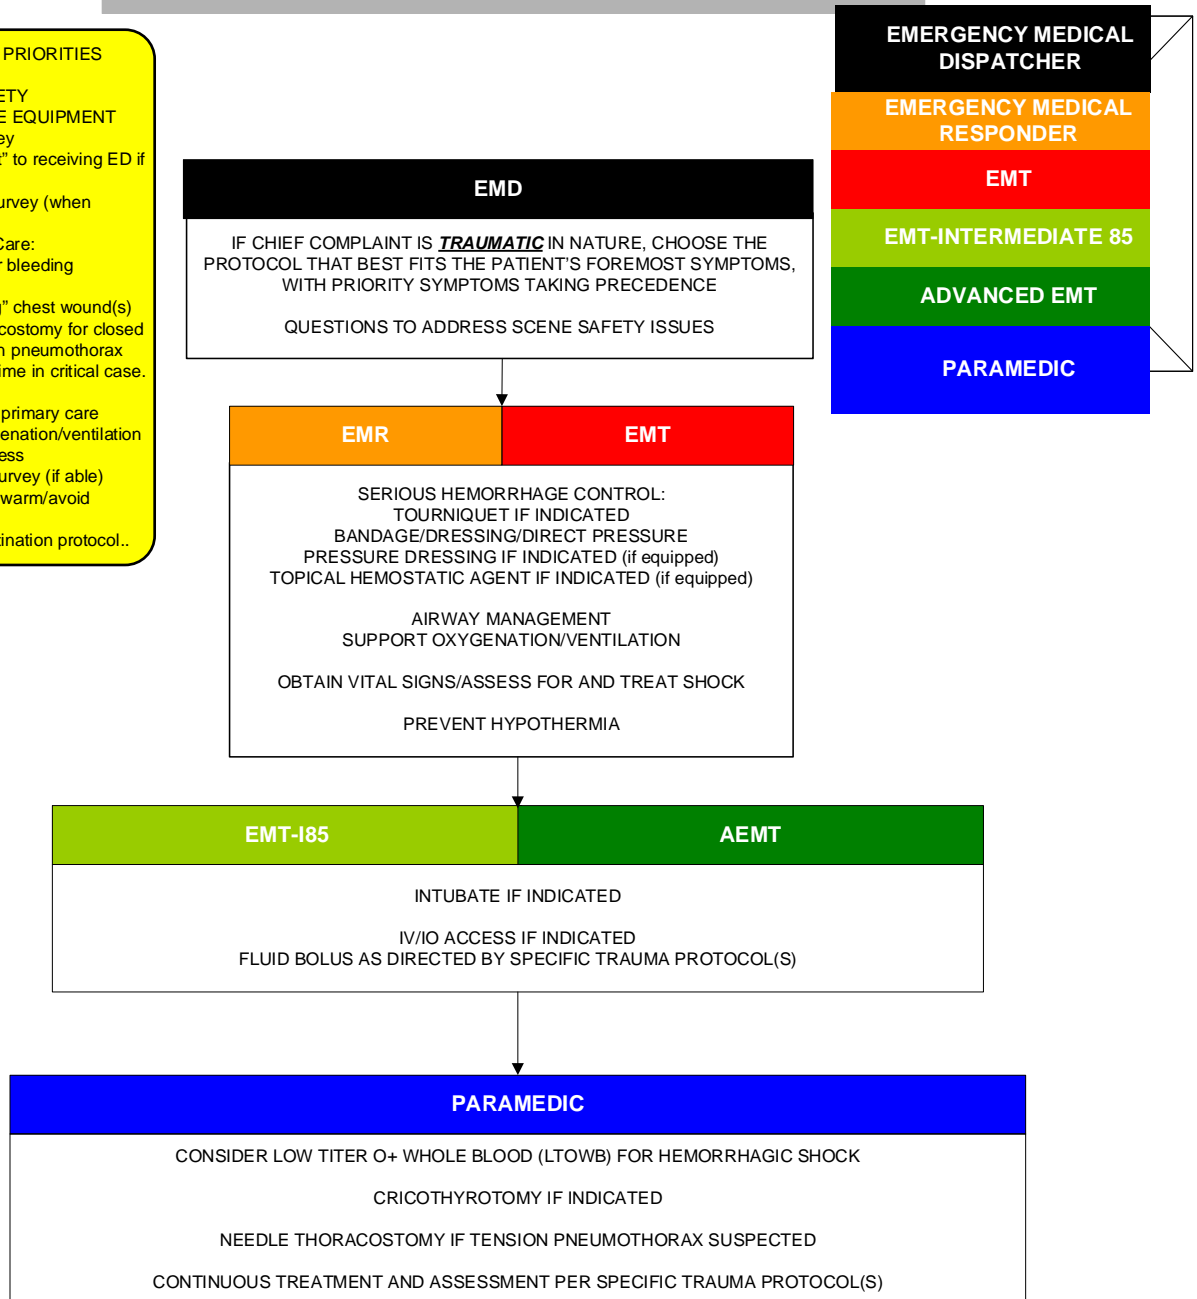 PRIORITIES
ETY
E EQUIPMENT
ey
t” to receiving ED if
urvey (when
Care:
r bleeding
g” chest wound(s)
costomy for closed
n pneumothorax
ime in critical case.
primary care
enation/ventilation
ess
urvey (if able)
warm/avoid
tination protocol..
EMERGENCY MEDICAL
DISPATCHER
EMERGENCY MEDICAL
RESPONDER
EMT
EMT-INTERMEDIATE 85
ADVANCED EMT
PARAMEDIC
EMD
IF CHIEF COMPLAINT IS TRAUMATIC IN NATURE, CHOOSE THE
PROTOCOL THAT BEST FITS THE PATIENT’S FOREMOST SYMPTOMS,
WITH PRIORITY SYMPTOMS TAKING PRECEDENCE
QUESTIONS TO ADDRESS SCENE SAFETY ISSUES
EMR EMT
SERIOUS HEMORRHAGE CONTROL:
TOURNIQUET IF INDICATED
BANDAGE/DRESSING/DIRECT PRESSURE
PRESSURE DRESSING IF INDICATED (if equipped)
TOPICAL HEMOSTATIC AGENT IF INDICATED (if equipped)
AIRWAY MANAGEMENT
SUPPORT OXYGENATION/VENTILATION
OBTAIN VITAL SIGNS/ASSESS FOR AND TREAT SHOCK
PREVENT HYPOTHERMIA
EMT-I85 AEMT
INTUBATE IF INDICATED
IV/IO ACCESS IF INDICATED
FLUID BOLUS AS DIRECTED BY SPECIFIC TRAUMA PROTOCOL(S)
PARAMEDIC
CONSIDER LOW TITER O+ WHOLE BLOOD (LTOWB) FOR HEMORRHAGIC SHOCK
CRICOTHYROTOMY IF INDICATED
NEEDLE THORACOSTOMY IF TENSION PNEUMOTHORAX SUSPECTED
CONTINUOUS TREATMENT AND ASSESSMENT PER SPECIFIC TRAUMA PROTOCOL(S)